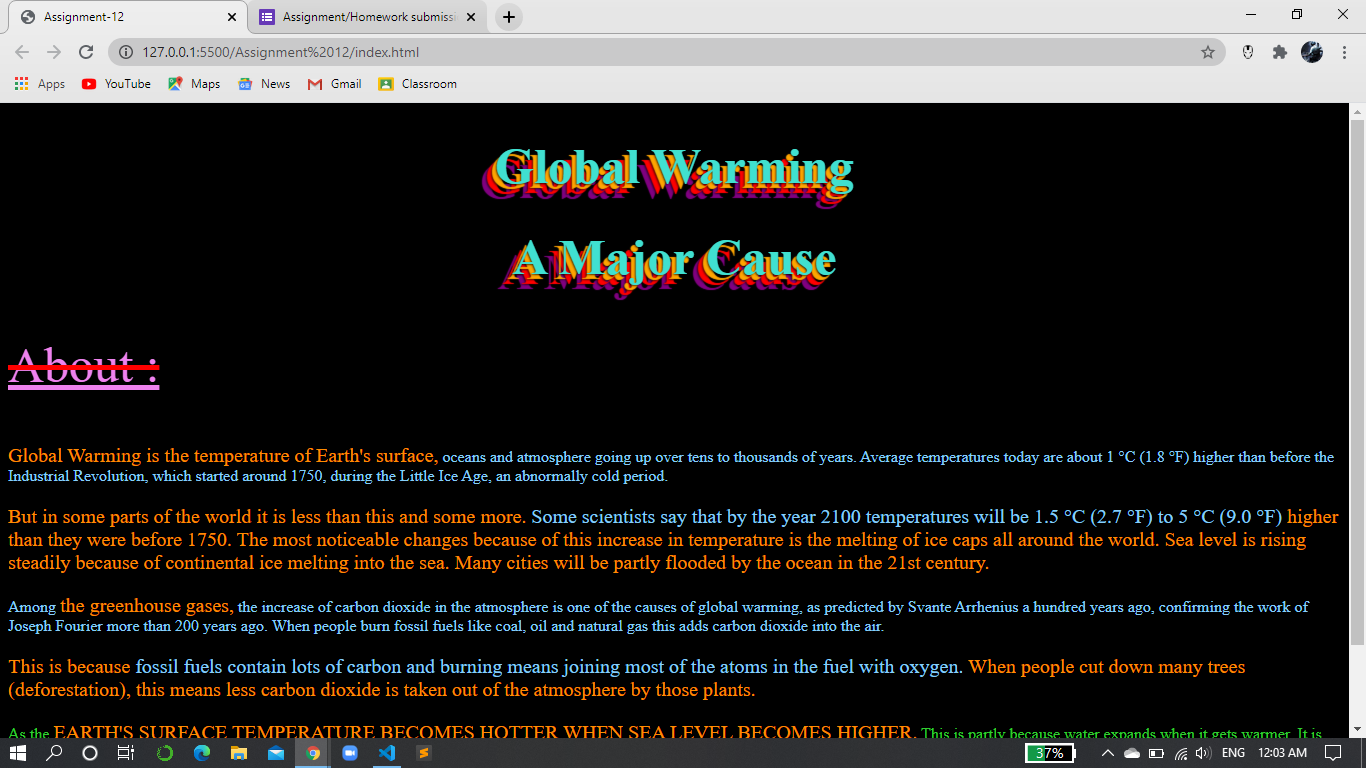 Assignment-12
Assignment/Homework submissi
127.0.0.1:5500/Assignment%2012/index.html
Apps YouTube Maps News Gmail Classroom
Global Warming
A Major Cause
About :
Global Warming is the temperature of Earth's surface, oceans and atmosphere going up over tens to thousands of years. Average temperatures today are about 1 °C (1.8 °F) higher than before the
Industrial Revolution, which started around 1750, during the Little Ice Age, an abnormally cold period.
But in some parts of the world it is less than this and some more. Some scientists say that by the year 2100 temperatures will be 1.5 °C (2.7 °F) to 5 °C (9.0 °F) higher
than they were before 1750. The most noticeable changes because of this increase in temperature is the melting of ice caps all around the world. Sea level is rising
steadily because of continental ice melting into the sea. Many cities will be partly flooded by the ocean in the 21st century.
Among the greenhouse gases, the increase of carbon dioxide in the atmosphere is one of the causes of global warming, as predicted by Svante Arrhenius a hundred years ago, confirming the work of
Joseph Fourier more than 200 years ago. When people burn fossil fuels like coal, oil and natural gas this adds carbon dioxide into the air.
This is because fossil fuels contain lots of carbon and burning means joining most of the atoms in the fuel with oxygen. When people cut down many trees
(deforestation), this means less carbon dioxide is taken out of the atmosphere by those plants.
As the EARTH'S SURFACE TEMPERATURE BECOMES HOTTER WHEN SEA LEVEL BECOMES HIGHER. This is partly because water expands when it gets warmer. It is
37% ENG 12:03 AM